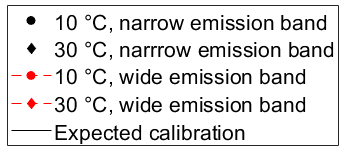 10 °C, narrow emission band
30 °C, narrrow emission band
10 °C, wide emission band
30 °C, wide emission band
Expected calibration